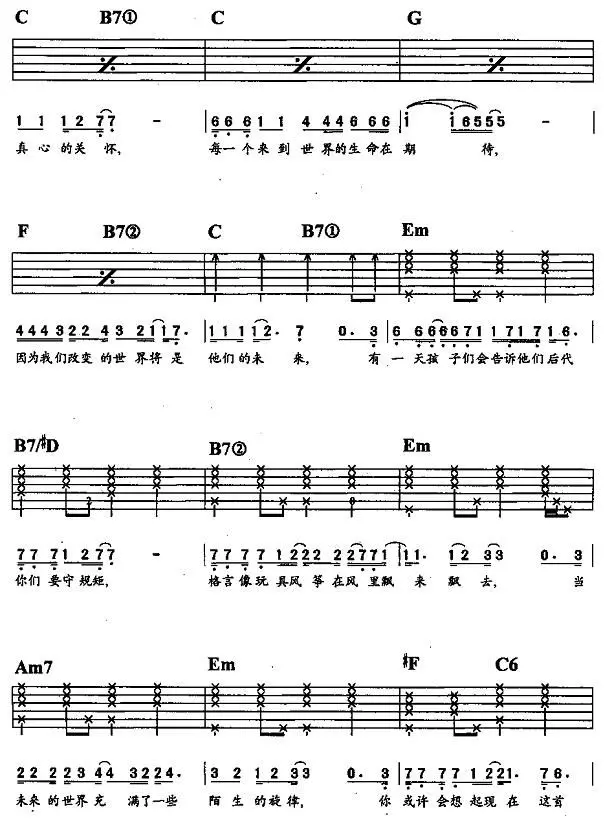 C B7① C G
1 1 1 2 7 7 - | 6 6 6 1 1 4 4 4 6 6 6 | i i 6 5 5 5 - |
真 心 的 关 怀, 每 一 个 来 到 世 界 的 生 命 在 期 待,
F B7② C B7① Em
4 4 4 3 2 2 4 3 2 1 1 7. | 1 1 1 1 2. 7 0. 3 | 6 6 6 6 6 7 1 1 7 1 7 1 6. |
因为我们改变 的世界将 是 他 们 的 未 来, 有 一 天孩 子们会告诉他们后代
B7/#D B7② Em
7 7 7 1 2 7 7 - | 7 7 7 7 1 2 2 2 2 2 7 7 1 | 1 1. 1 2 3 3 0. 3 |
你 们 要 守 规 矩, 格言像玩 具风 筝 在风 里飘 来 飘 去, 当
2
0
Am7 Em #F C6
2 2 2 2 3 4 4 3 2 2 4. | 3 2 1 2 3 3 0. 3 | 7 7 7 7 1 2 2 1. 7 6. |
未来 的 世界 充 满了一些 陌 生 的 旋 律, 你 或 许 会想 起现 在 这首